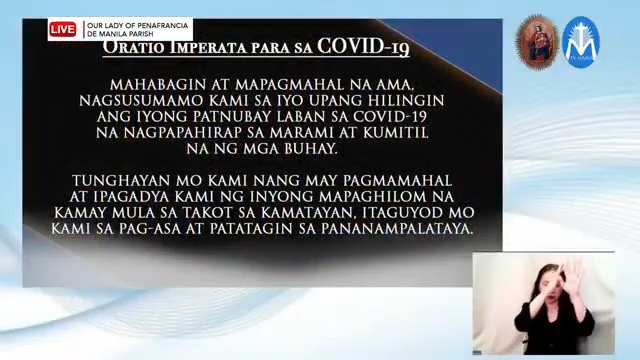 LIVE
OUR LADY OF PENAFRANCIA
DE MANILA PARISH
ORATIO IMPERATA PARA SA COVID-19
MAHABAGIN AT MAPAGMAHAL NA AMA,
NAGSUSUMAMO KAMI SA IYO UPANG HILINGIN
ANG IYONG PATNUBAY LABAN SA COVID-19
NA NAGPAPAHIRAP SA MARAMI AT KUMITIL
NA NG MGA BUHAY.
TUNGHAYAN MO KAMI NANG MAY PAGMAMAHAL
AT IPAGADYA KAMI NG INYONG MAPAGHILOM NA
KAMAY MULA SA TAKOT SA KAMATAYAN, ITAGUYOD MO
KAMI SA PAG-ASA AT PATATAGIN SA PANANAMPALATAYA.